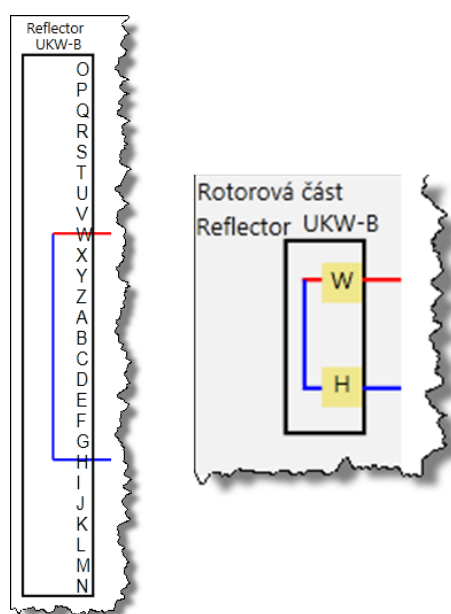 Reflector
UKW-B
O
P
Q
R
S
T
U
V
W
X
Y
Z
A
B
C
D
E
F
G
H
I
J
K
L
M
N
Rotorová část
Reflector UKW-B
W
H